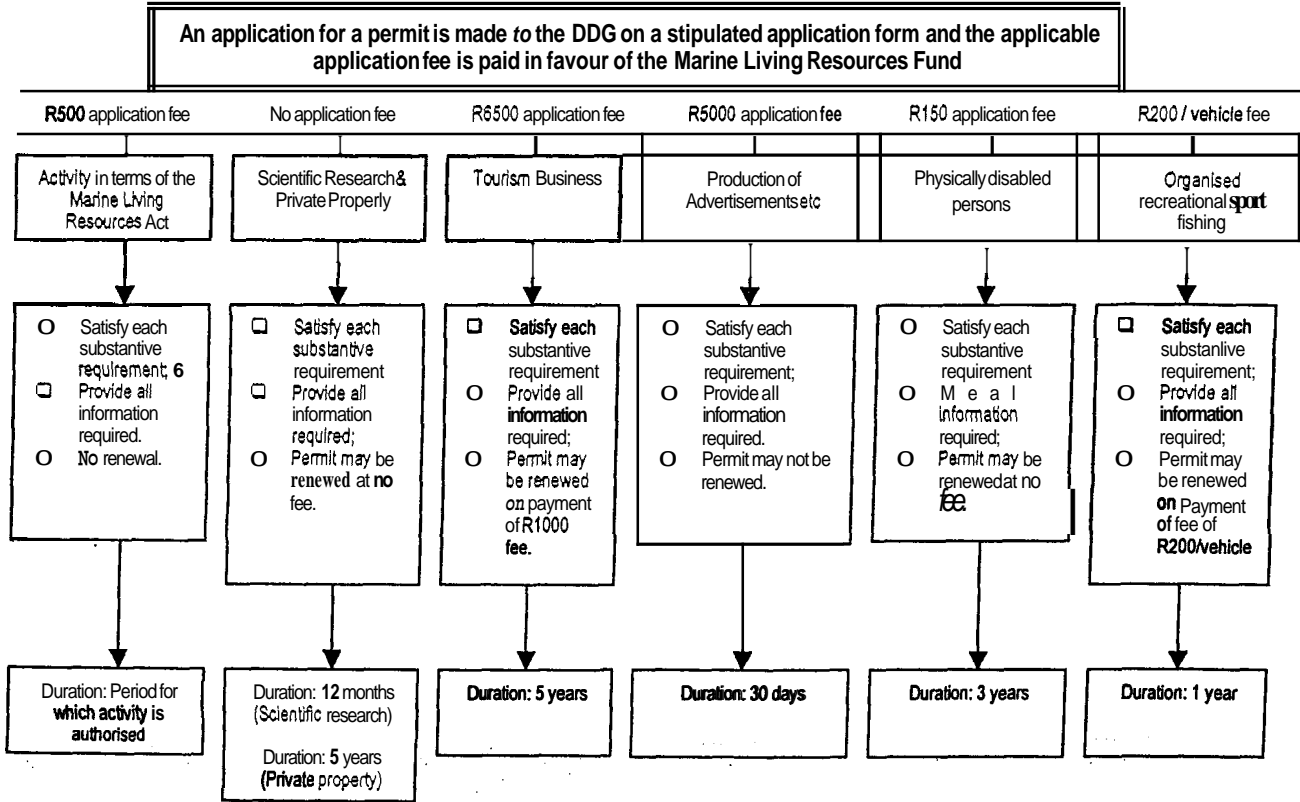 An application for a permit is made to the DDG on a stipulated application form and the applicable
application fee is paid in favour of the Marine Living Resources Fund
R500 application fee
No application fee
R6500 application fee
R5000 application fee
R150 application fee
R200 / vehicle fee
Activity in terms of the
Marine Living
Resources Act
Scientific Research &
Private Properly
Tourism Business
Production of
Advertisements etc
Physically disabled
persons
Organised
recreational sport
fishing
O Satisfy each
substantive
requirement; 6
❑ Provide all
information
required.
O No renewal.
❑ Satisfy each
substantive
requirement
❑ Provide all
information
required;
O Permit may be
renewed at no
fee.
❑ Satisfy each
substantive
requirement
O Provide all
information
required;
O Permit may
be renewed
on payment
of R1000
fee.
O Satisfy each
substantive
requirement;
O Provide all
information
required.
O Permit may not be
renewed.
O Satisfy each
substantive
requirement
O M e a l
information
required;
O Permit may be
renewed at no
fee.
❑ Satisfy each
substanlive
requirement;
O Provide all
information
required;
O Permit may
be renewed
on Payment
of fee of
R200/vehicle
Duration: Period for
which activity is
authorised
Duration: 12 months
(Scientific research)
Duration: 5 years
(Private property)
Duration: 5 years
Duration: 30 days
Duration: 3 years
Duration: 1 year